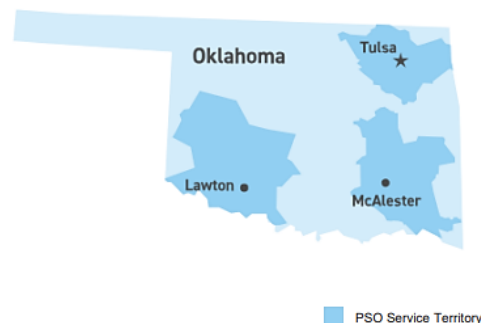 Tulsa
Oklahoma
Lawton
McAlester
PSO Service Territory